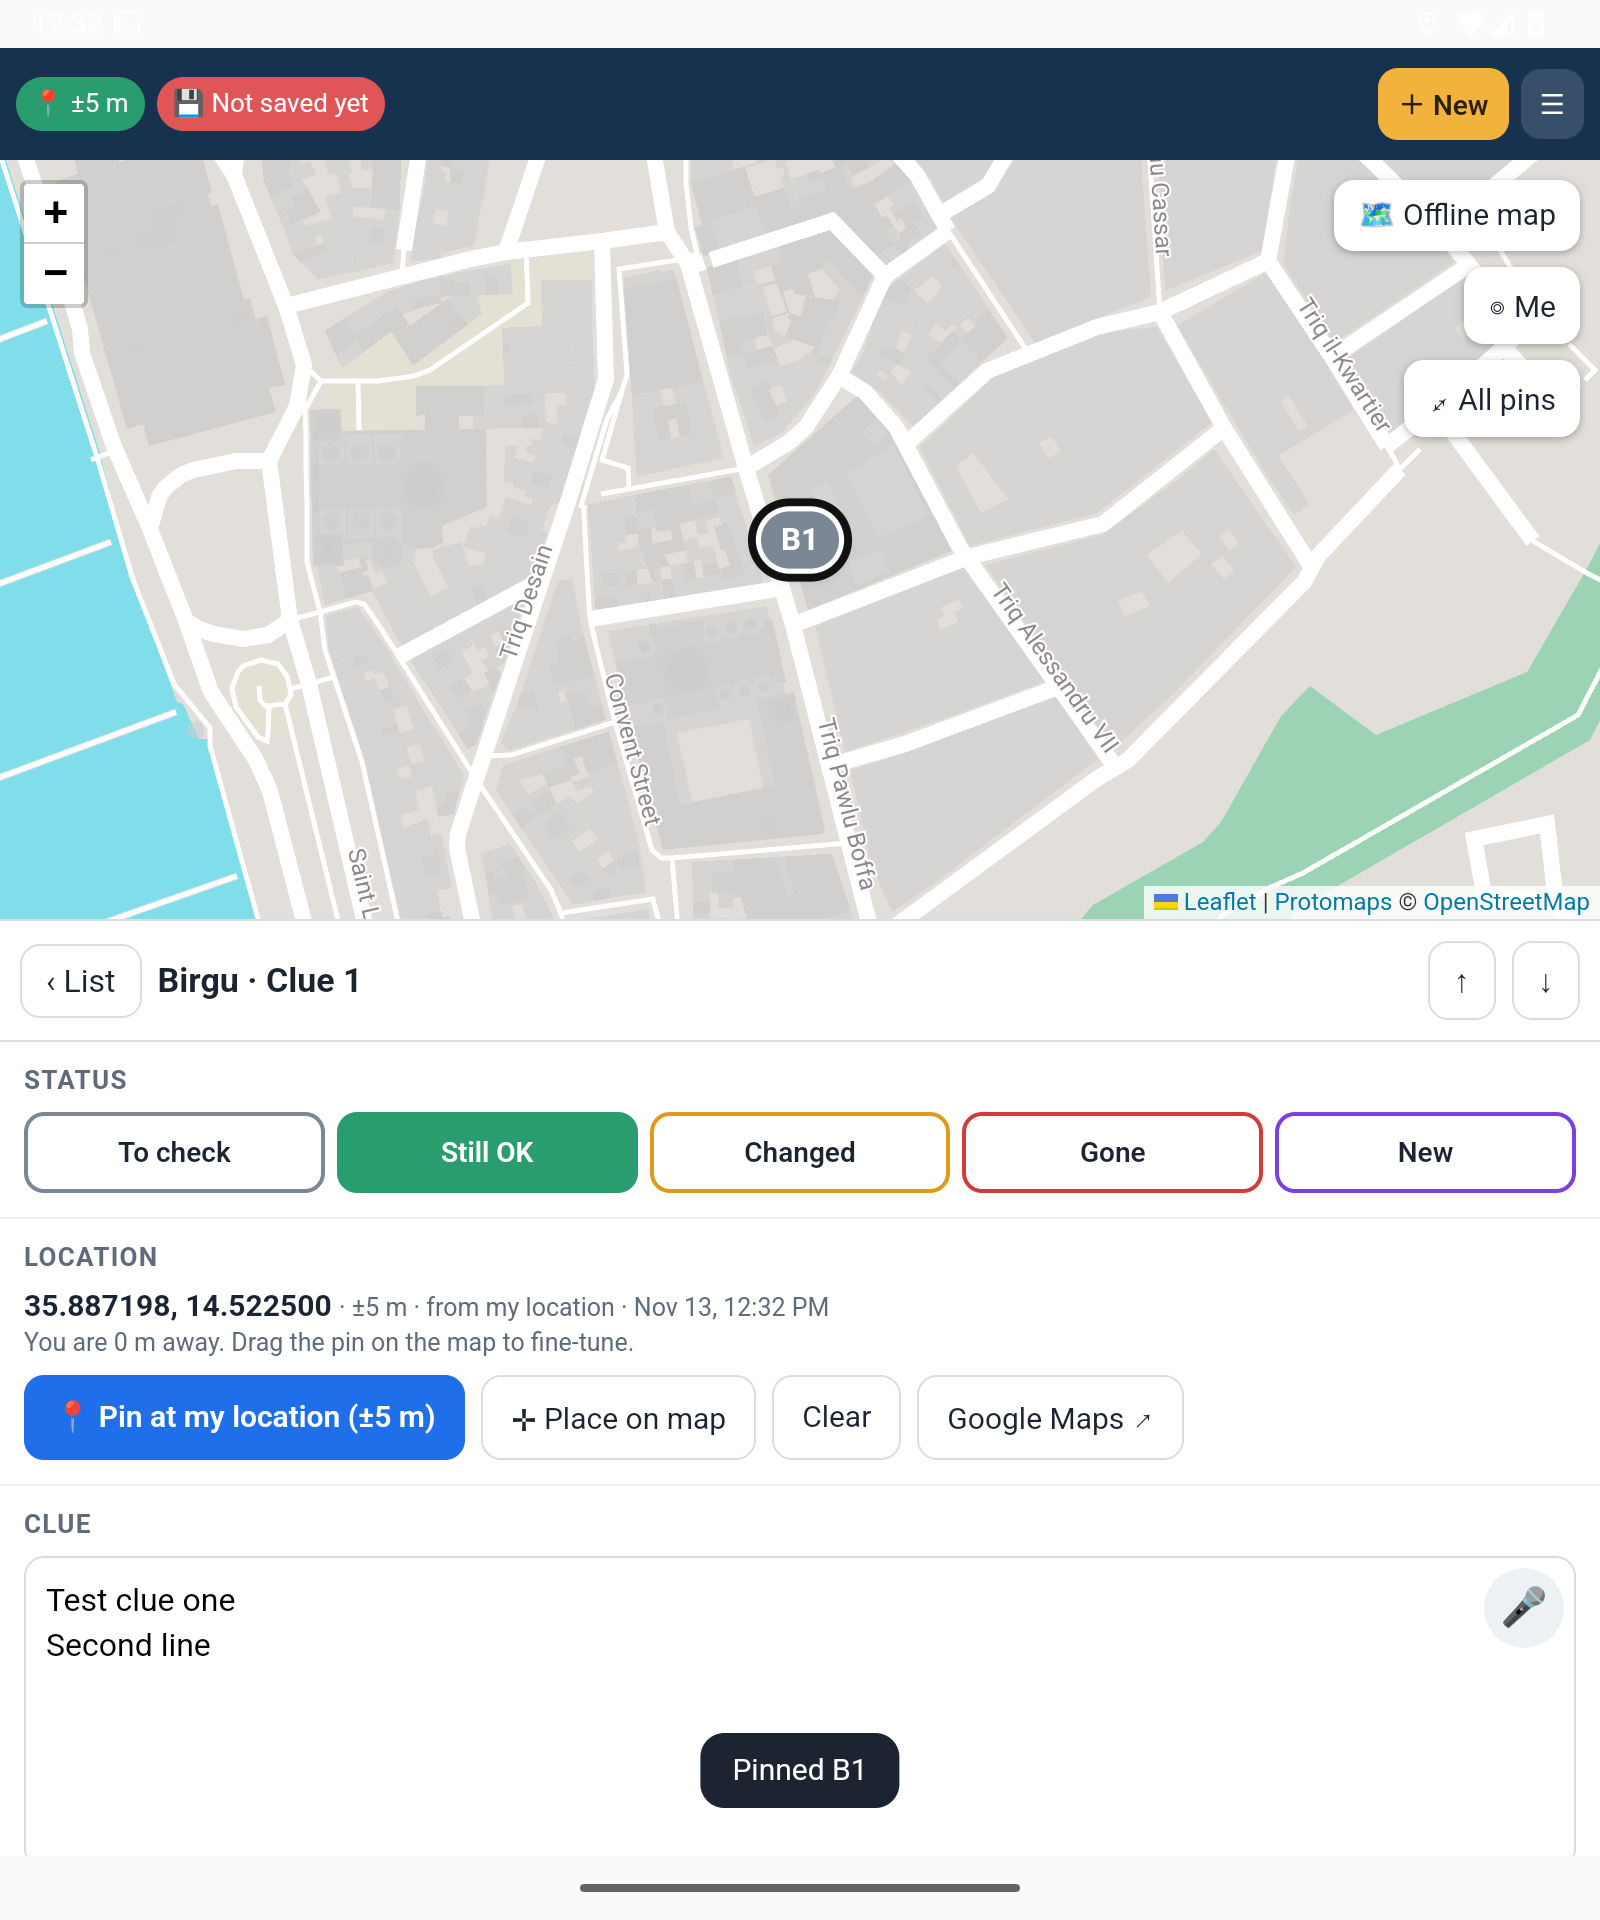 12:32
📍 ±5 m
💾 Not saved yet
+ New
☰
+
−
🗺️ Offline map
◎ Me
⤢ All pins
Triq il-Kwartier
B1
Triq Desain
Triq Alessandru VII
Convent Street
Triq Pawlu Boffa
Saint L
Leaflet | Protomaps © OpenStreetMap
‹ List
Birgu · Clue 1
↑
↓
STATUS
To check
Still OK
Changed
Gone
New
LOCATION
35.887198, 14.522500 · ±5 m · from my location · Nov 13, 12:32 PM
You are 0 m away. Drag the pin on the map to fine-tune.
📍 Pin at my location (±5 m)
✛ Place on map
Clear
Google Maps ↗
CLUE
Test clue one
Second line
🎤
Pinned B1